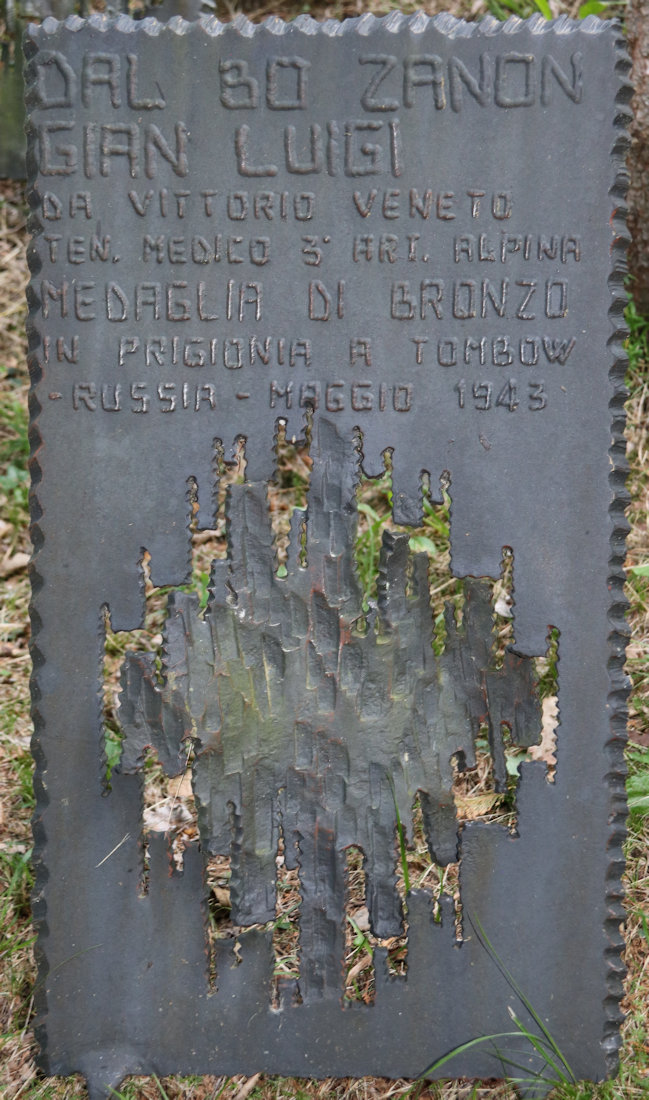 DAL BO ZANON
GIAN LUIGI
DA VITTORIO VENETO
TEN. MEDICO 3° ART. ALPINA
MEDAGLIA DI BRONZO
IN PRIGIONIA A TOMBOW
-RUSSIA - MAGGIO 1943